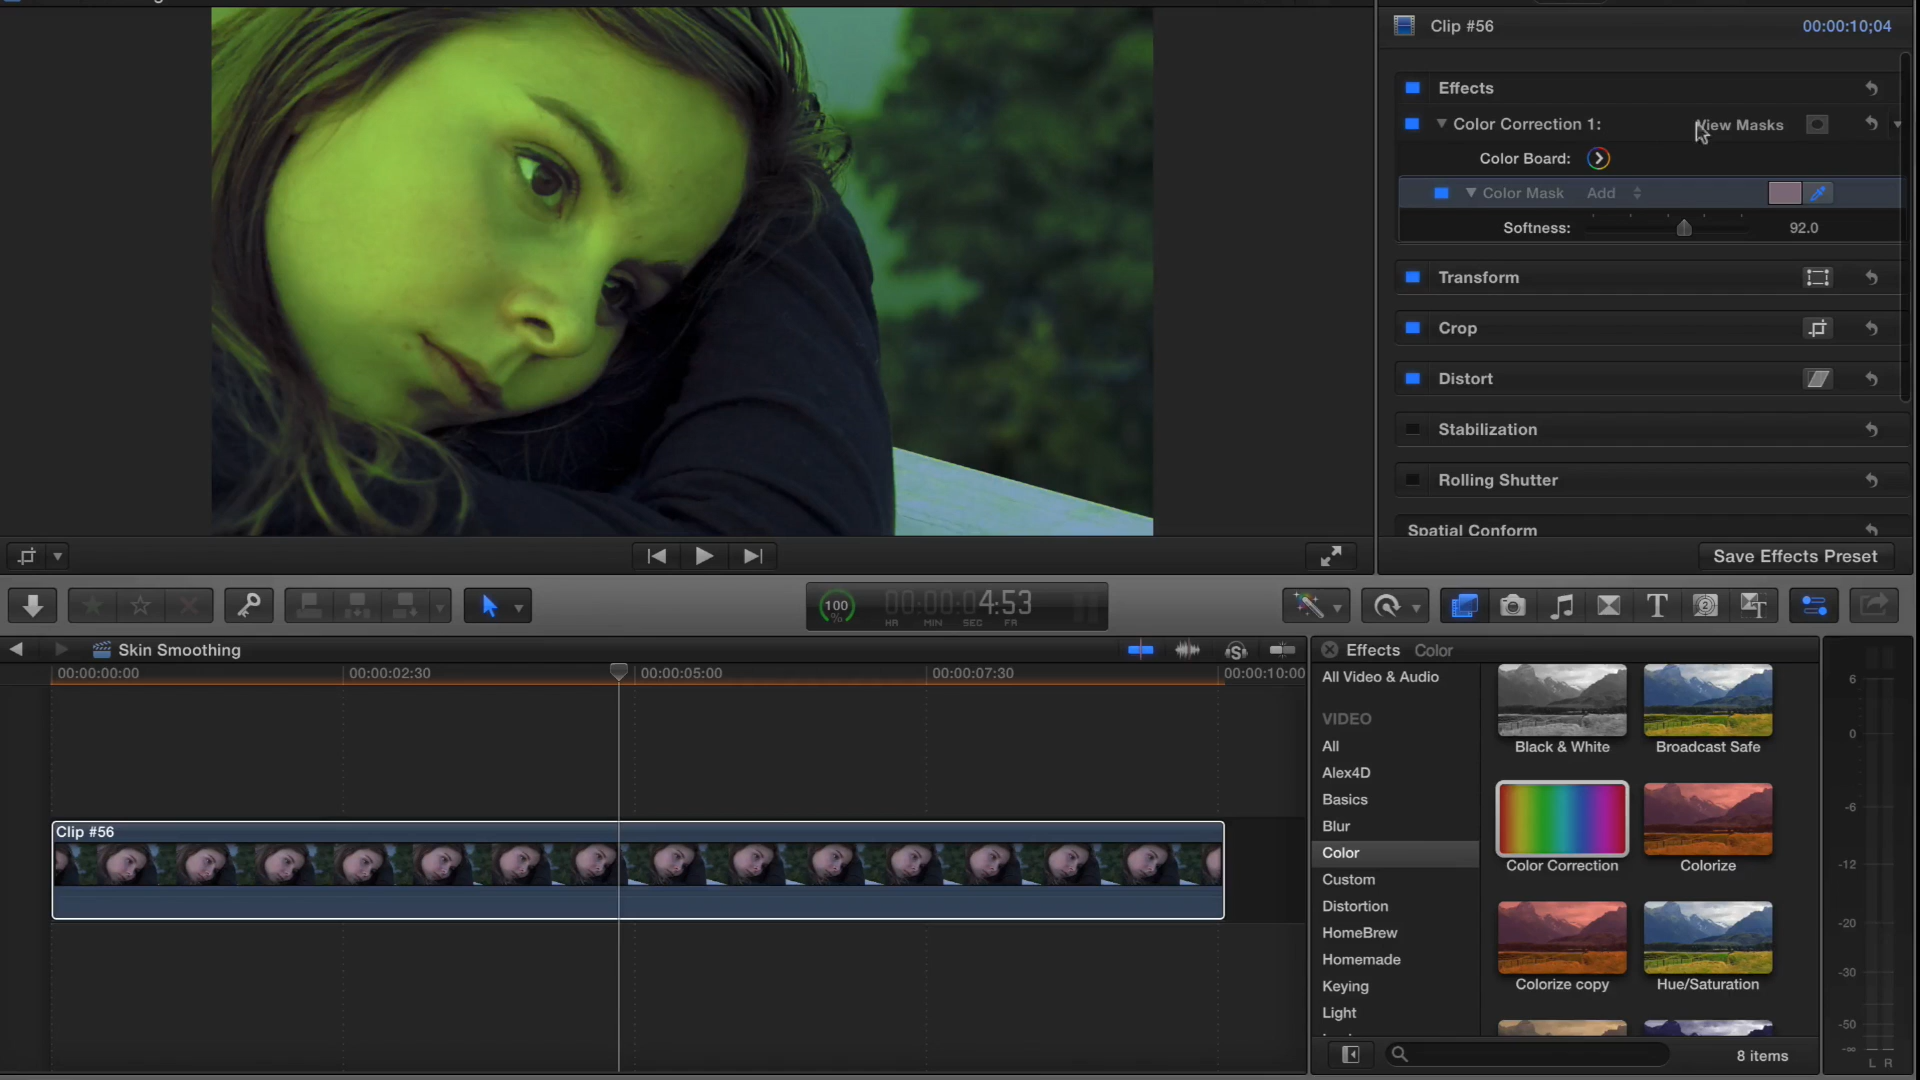 Clip #56
00:00:10;04
Effects
Color Correction 1:
View Masks
Color Board:
Color Mask
Add
Softness:
92.0
Transform
Crop
Distort
Stabilization
Rolling Shutter
Spatial Conform
Save Effects Preset
100
%
00:00:04:53
HR MIN SEC FR
Skin Smoothing
00:00:00:00
00:00:02:30
00:00:05:00
00:00:07:30
00:00:10:00
Clip #56
Effects Color
All Video & Audio
VIDEO
All
Alex4D
Basics
Blur
Color
Custom
Distortion
HomeBrew
Homemade
Keying
Light
Black & White
Broadcast Safe
Color Correction
Colorize
Colorize copy
Hue/Saturation
8 items
6
0
-6
-12
-20
-30
-50
-∞
L R